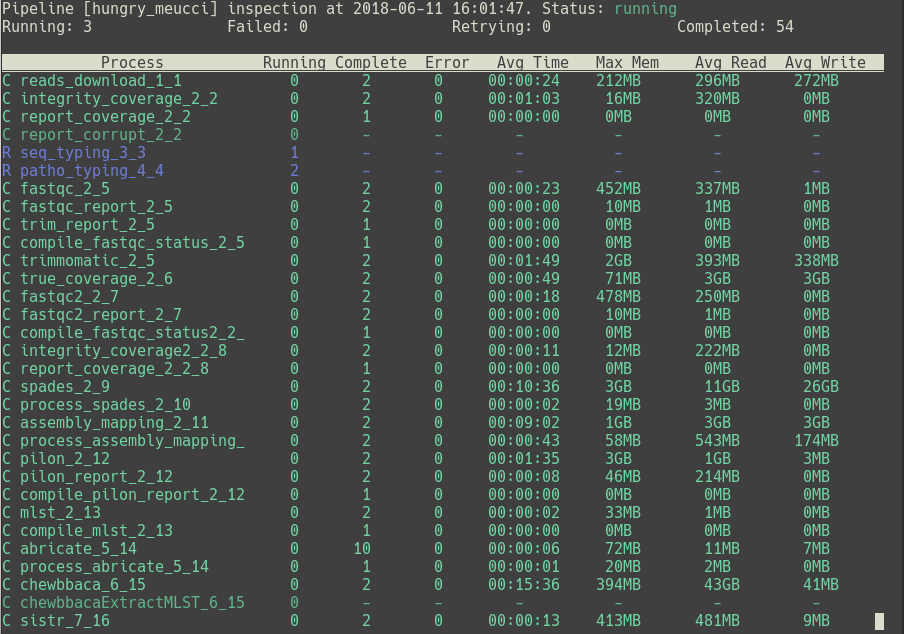 Pipeline [hungry_meucci] inspection at 2018-06-11 16:01:47. Status: running
Running: 3 Failed: 0 Retrying: 0 Completed: 54
Process Running Complete Error Avg Time Max Mem Avg Read Avg Write
C reads_download_1_1 0 2 0 00:00:24 212MB 296MB 272MB
C integrity_coverage_2_2 0 2 0 00:01:03 16MB 320MB 0MB
C report_coverage_2_2 0 1 0 00:00:00 0MB 0MB 0MB
C report_corrupt_2_2 0 – – – – – –
R seq_typing_3_3 1 – – – – – –
R patho_typing_4_4 2 – – – – – –
C fastqc_2_5 0 2 0 00:00:23 452MB 337MB 1MB
C fastqc_report_2_5 0 2 0 00:00:00 10MB 1MB 0MB
C trim_report_2_5 0 1 0 00:00:00 0MB 0MB 0MB
C compile_fastqc_status_2_5 0 1 0 00:00:00 0MB 0MB 0MB
C trimmomatic_2_5 0 2 0 00:01:49 2GB 393MB 338MB
C true_coverage_2_6 0 2 0 00:00:49 71MB 3GB 3GB
C fastqc2_2_7 0 2 0 00:00:18 478MB 250MB 0MB
C fastqc2_report_2_7 0 2 0 00:00:00 10MB 1MB 0MB
C compile_fastqc_status2_2_ 0 1 0 00:00:00 0MB 0MB 0MB
C integrity_coverage2_2_8 0 2 0 00:00:11 12MB 222MB 0MB
C report_coverage_2_2_8 0 1 0 00:00:00 0MB 0MB 0MB
C spades_2_9 0 2 0 00:10:36 3GB 11GB 26GB
C process_spades_2_10 0 2 0 00:00:02 19MB 3MB 0MB
C assembly_mapping_2_11 0 2 0 00:09:02 1GB 3GB 3GB
C process_assembly_mapping_ 0 2 0 00:00:43 58MB 543MB 174MB
C pilon_2_12 0 2 0 00:01:35 3GB 1GB 3MB
C pilon_report_2_12 0 2 0 00:00:08 46MB 214MB 0MB
C compile_pilon_report_2_12 0 1 0 00:00:00 0MB 0MB 0MB
C mlst_2_13 0 2 0 00:00:02 33MB 1MB 0MB
C compile_mlst_2_13 0 1 0 00:00:00 0MB 0MB 0MB
C abricate_5_14 0 10 0 00:00:06 72MB 11MB 7MB
C process_abricate_5_14 0 1 0 00:00:01 20MB 2MB 0MB
C chewbbaca_6_15 0 2 0 00:15:36 394MB 43GB 41MB
C chewbbacaExtractMLST_6_15 0 – – – – – –
C sistr_7_16 0 2 0 00:00:13 413MB 481MB 9MB